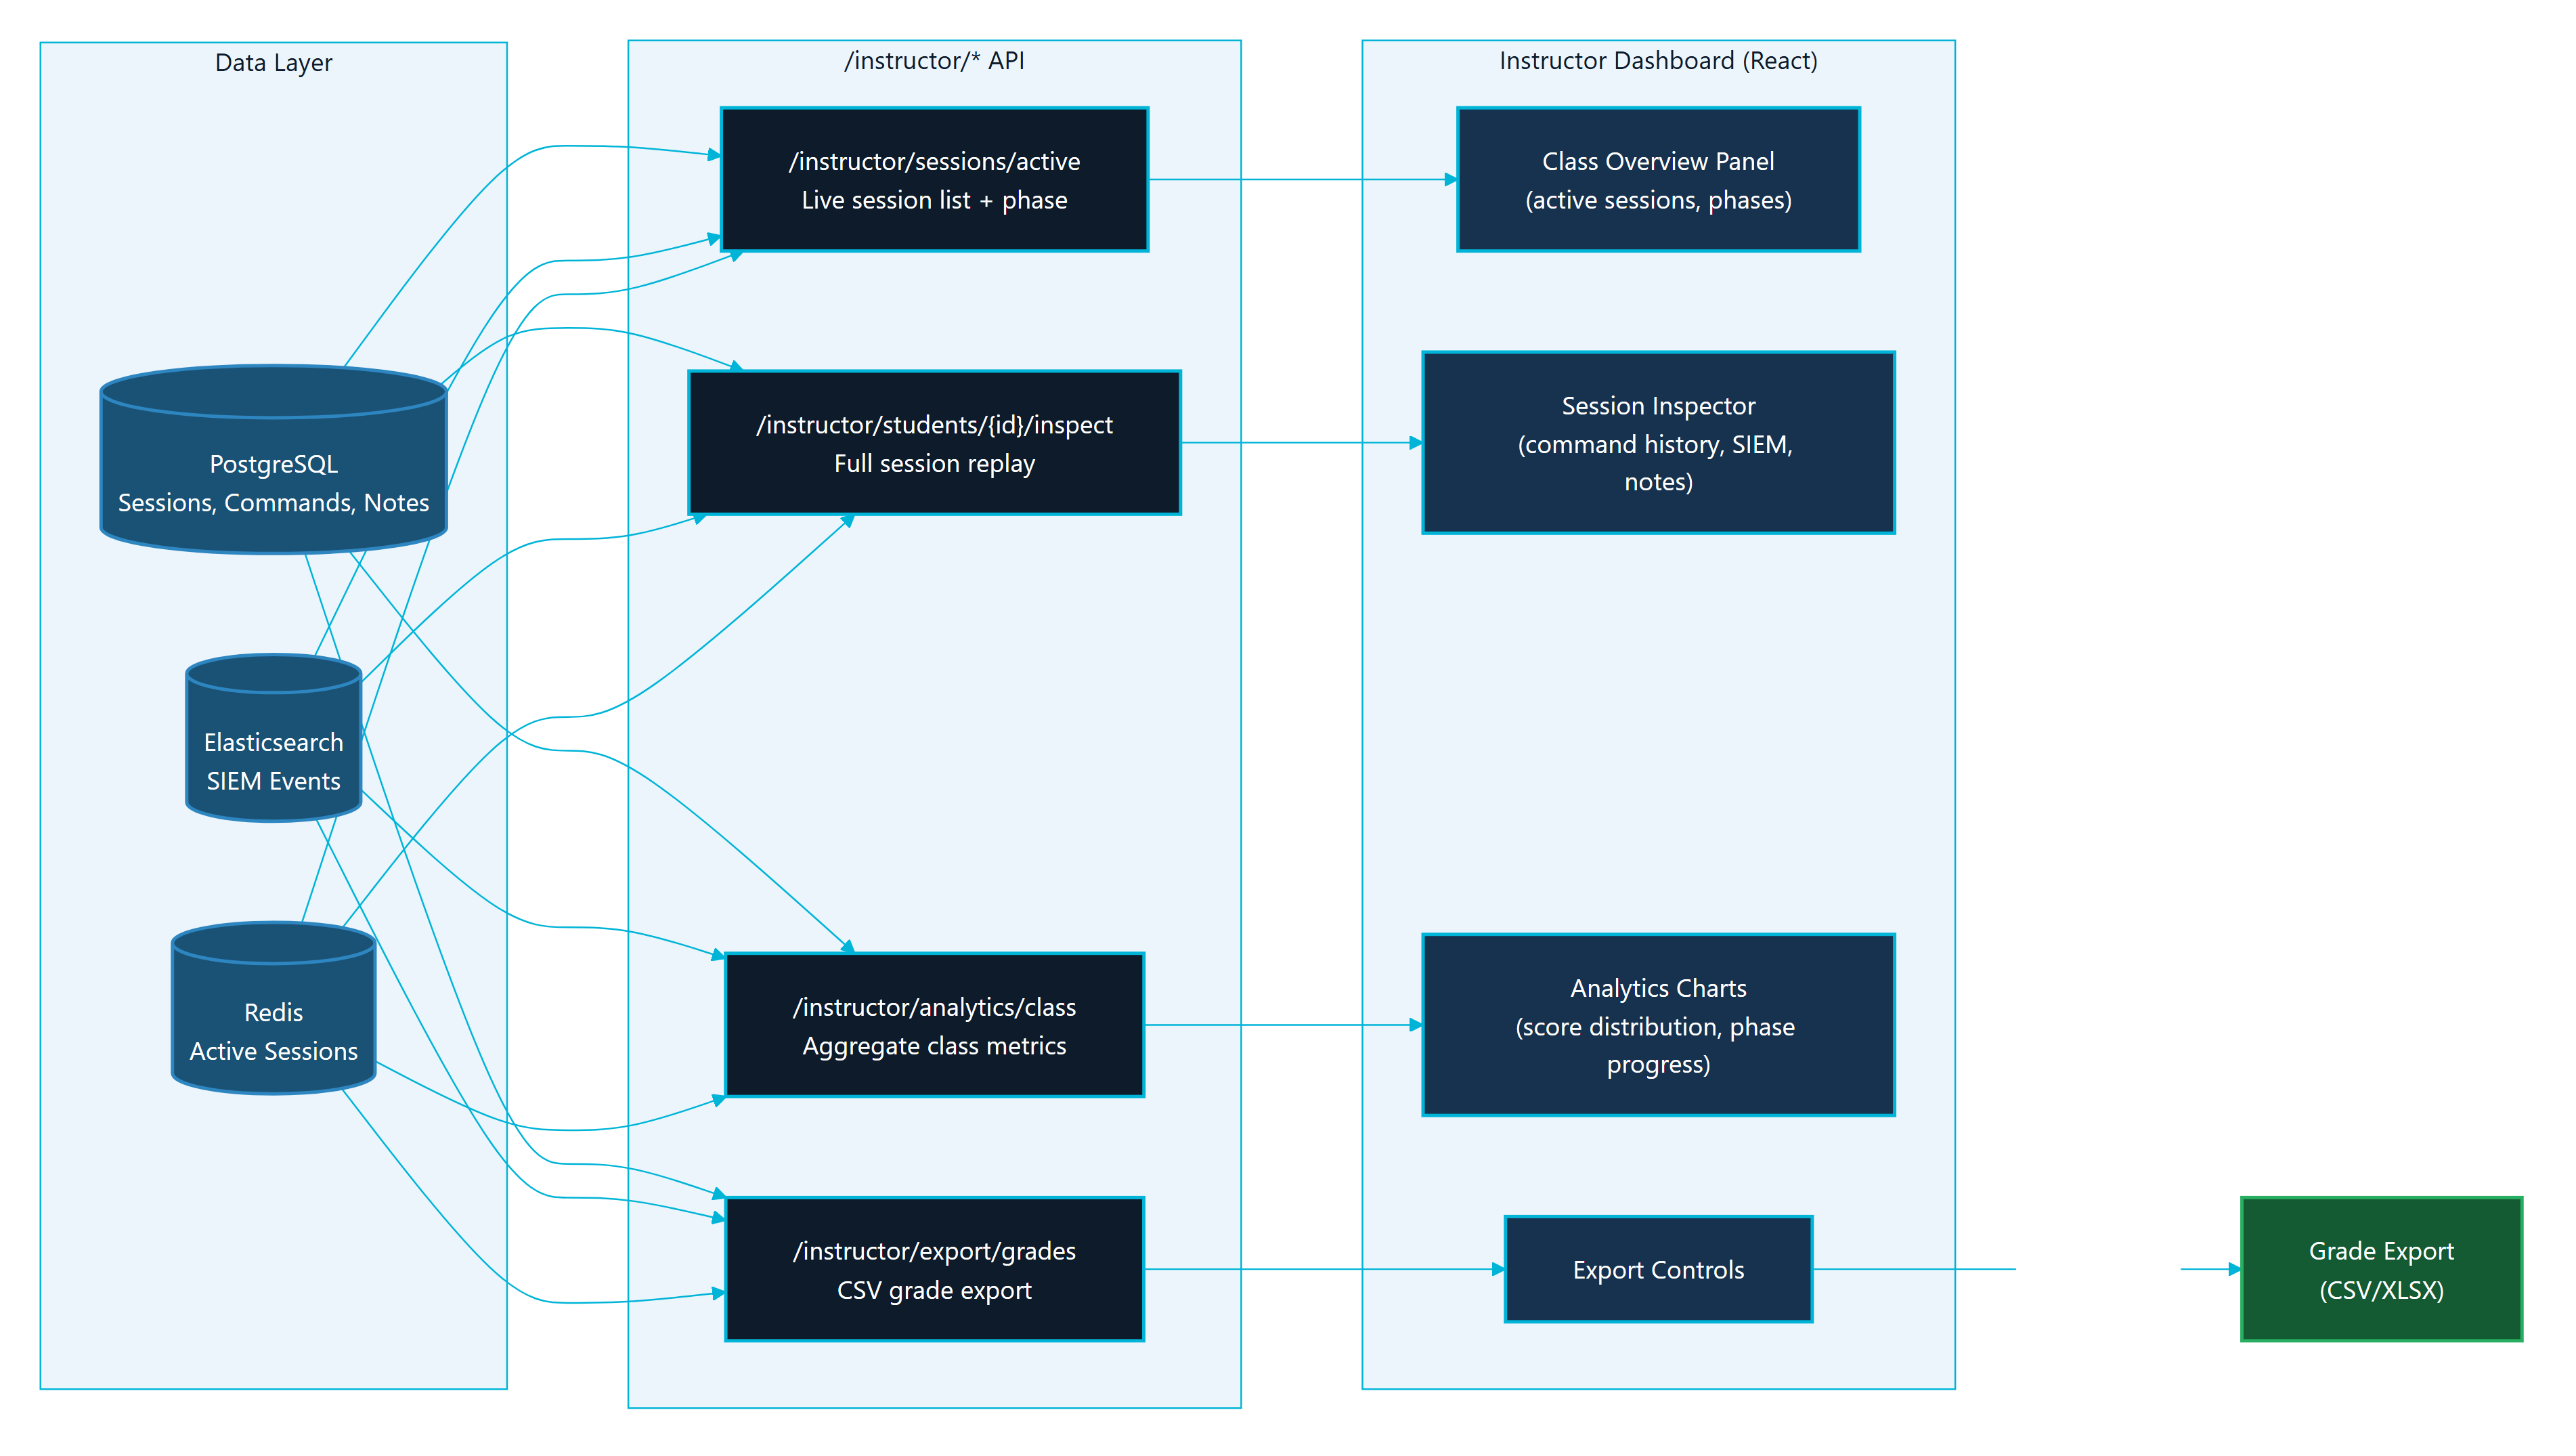 Data Layer
PostgreSQL
Sessions, Commands, Notes
Elasticsearch
SIEM Events
Redis
Active Sessions
/instructor/* API
/instructor/sessions/active
Live session list + phase
/instructor/students/{id}/inspect
Full session replay
/instructor/analytics/class
Aggregate class metrics
/instructor/export/grades
CSV grade export
Instructor Dashboard (React)
Class Overview Panel
(active sessions, phases)
Session Inspector
(command history, SIEM,
notes)
Analytics Charts
(score distribution, phase
progress)
Export Controls
Grade Export
(CSV/XLSX)